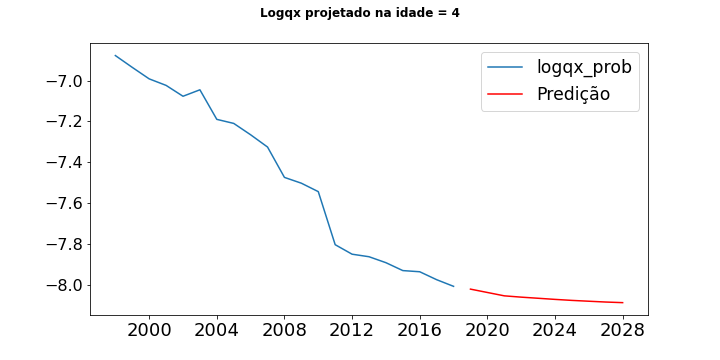 Logqx projetado na idade = 4
logqx_prob
Predição
−7.0
−7.2
−7.4
−7.6
−7.8
−8.0
2000 2004 2008 2012 2016 2020 2024 2028